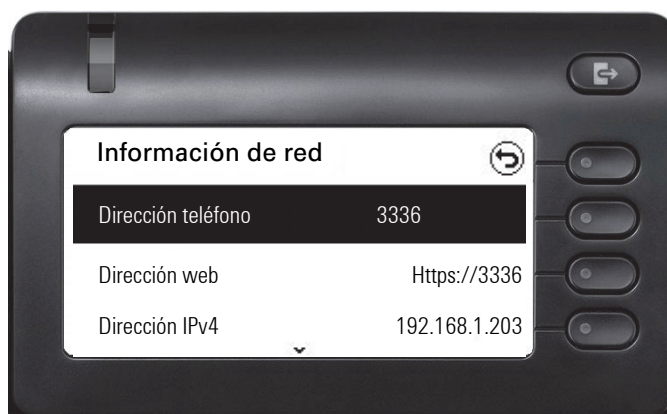 Información de red
Dirección teléfono 3336
Dirección web Https://3336
Dirección IPv4 192.168.1.203